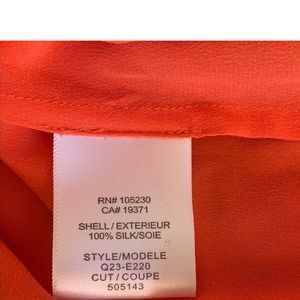 RN# 105230
CA# 19371
SHELL / EXTERIEUR
100% SILK/SOIE
STYLE/MODELE
Q23-E220
CUT / COUPE
505143